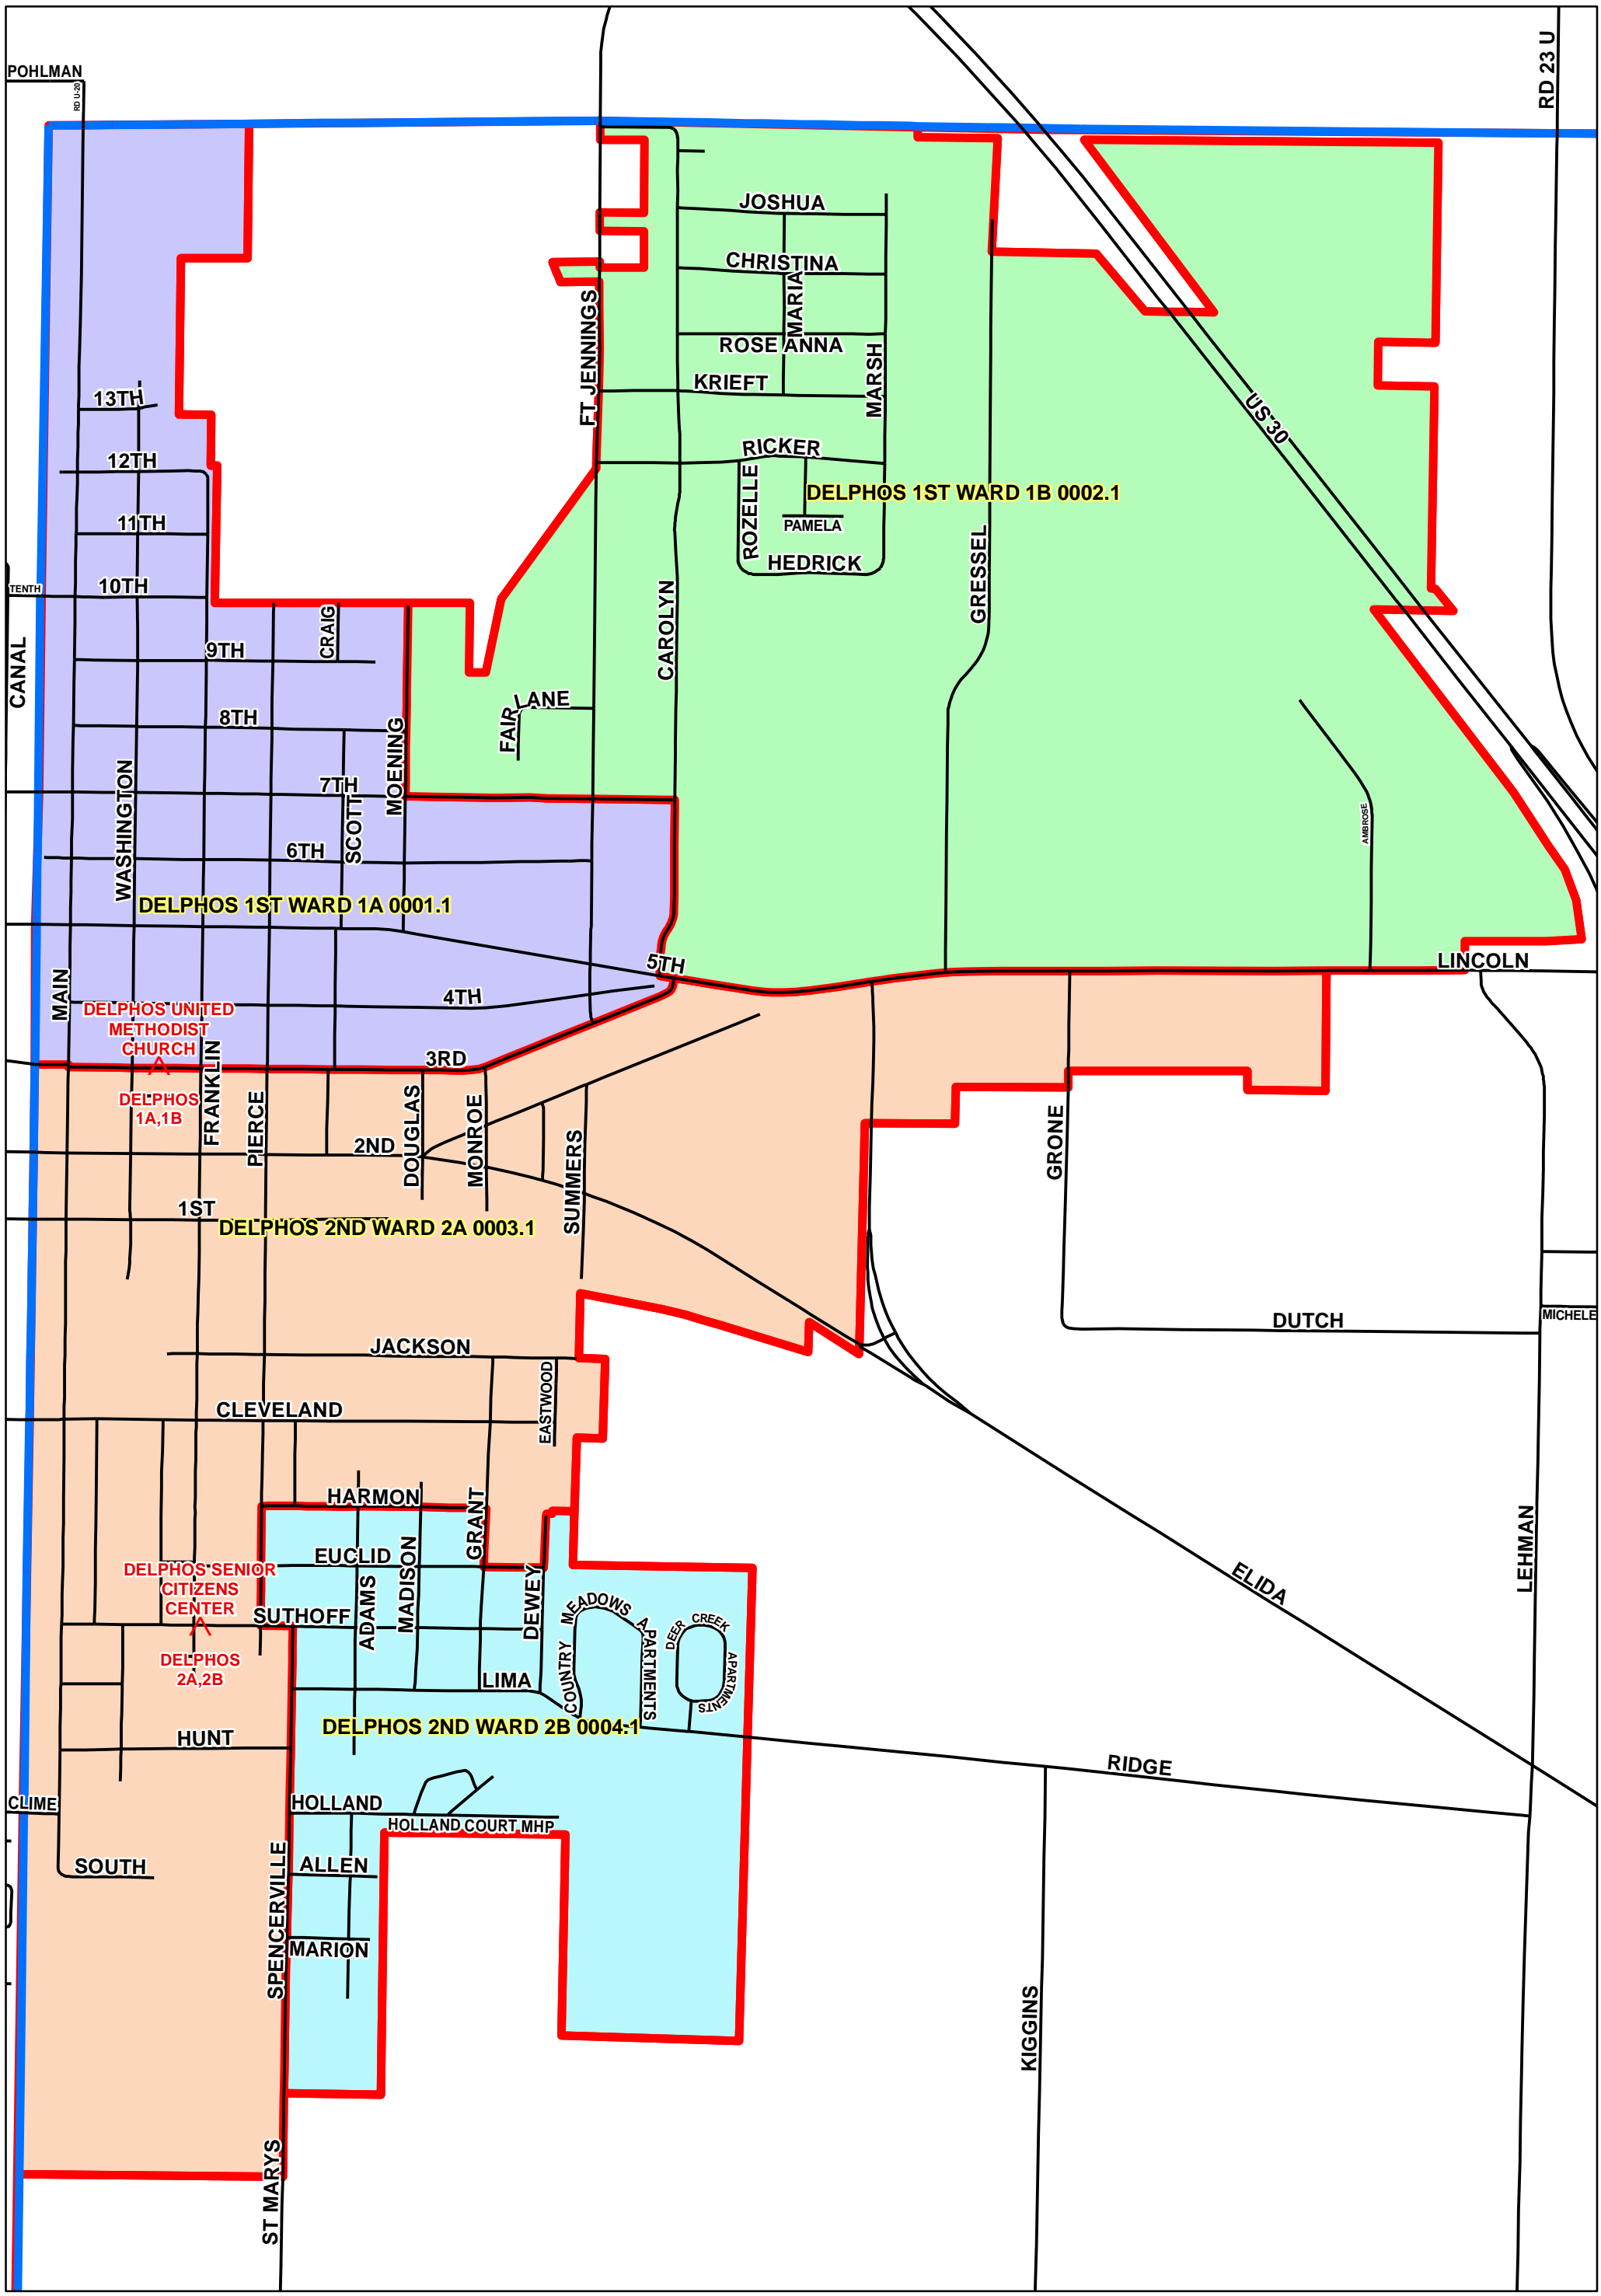 POHLMAN
RD U-20
RD 23 U
JOSHUA
CHRISTINA
MARIA
ROSE ANNA
KRIEFT
FT JENNINGS
MARSH
13TH
US 30
RICKER
12TH
ROZELLE
DELPHOS 1ST WARD 1B 0002.1
11TH
PAMELA
GRESSEL
HEDRICK
TENTH
10TH
CRAIG
CAROLYN
9TH
CANAL
FAIR LANE
8TH
MOENING
7TH
WASHINGTON
SCOTT
AMBROSE
6TH
DELPHOS 1ST WARD 1A 0001.1
5TH
LINCOLN
MAIN
4TH
DELPHOS UNITED
METHODIST
CHURCH
3RD
FRANKLIN
DELPHOS
1A,1B
PIERCE
DOUGLAS
MONROE
GRONE
2ND
SUMMERS
1ST
DELPHOS 2ND WARD 2A 0003.1
MICHELE
DUTCH
JACKSON
EASTWOOD
CLEVELAND
HARMON
GRANT
LEHMAN
EUCLID
MADISON
DELPHOS SENIOR
CITIZENS
CENTER
ADAMS
DEWEY
ELIDA
SUTHOFF
COUNTRY MEADOWS APARTMENTS
DEER CREEK APARTMENTS
DELPHOS
2A,2B
LIMA
DELPHOS 2ND WARD 2B 0004.1
HUNT
RIDGE
CLIME
HOLLAND
HOLLAND COURT MHP
SOUTH
ALLEN
SPENCERVILLE
MARION
KIGGINS
ST MARYS